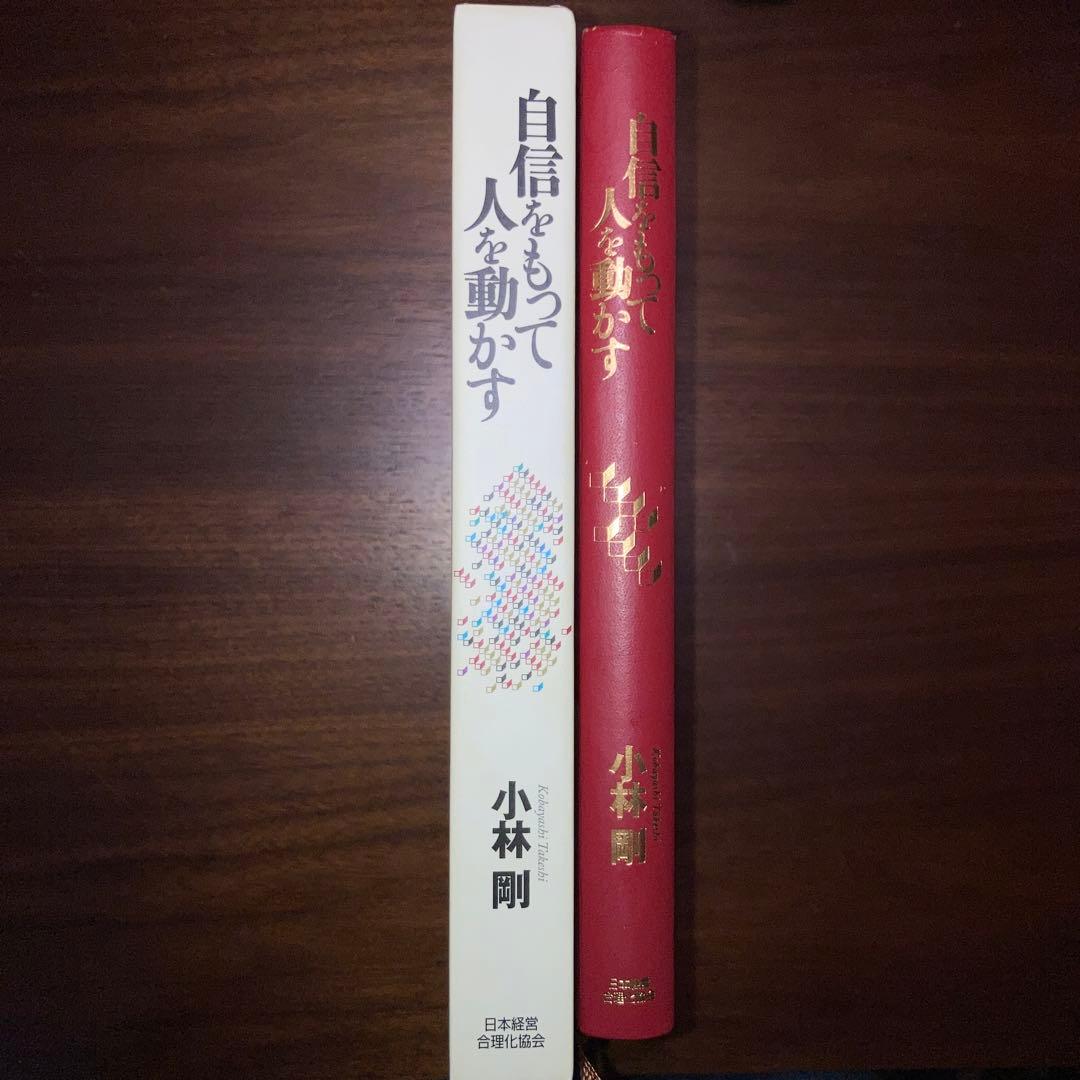 自信をもって
人を動かす
Kobayashi Takeshi
小林 剛
日本経営
合理化協会
自信をもって
人を動かす
Kobayashi Takeshi
小林 剛